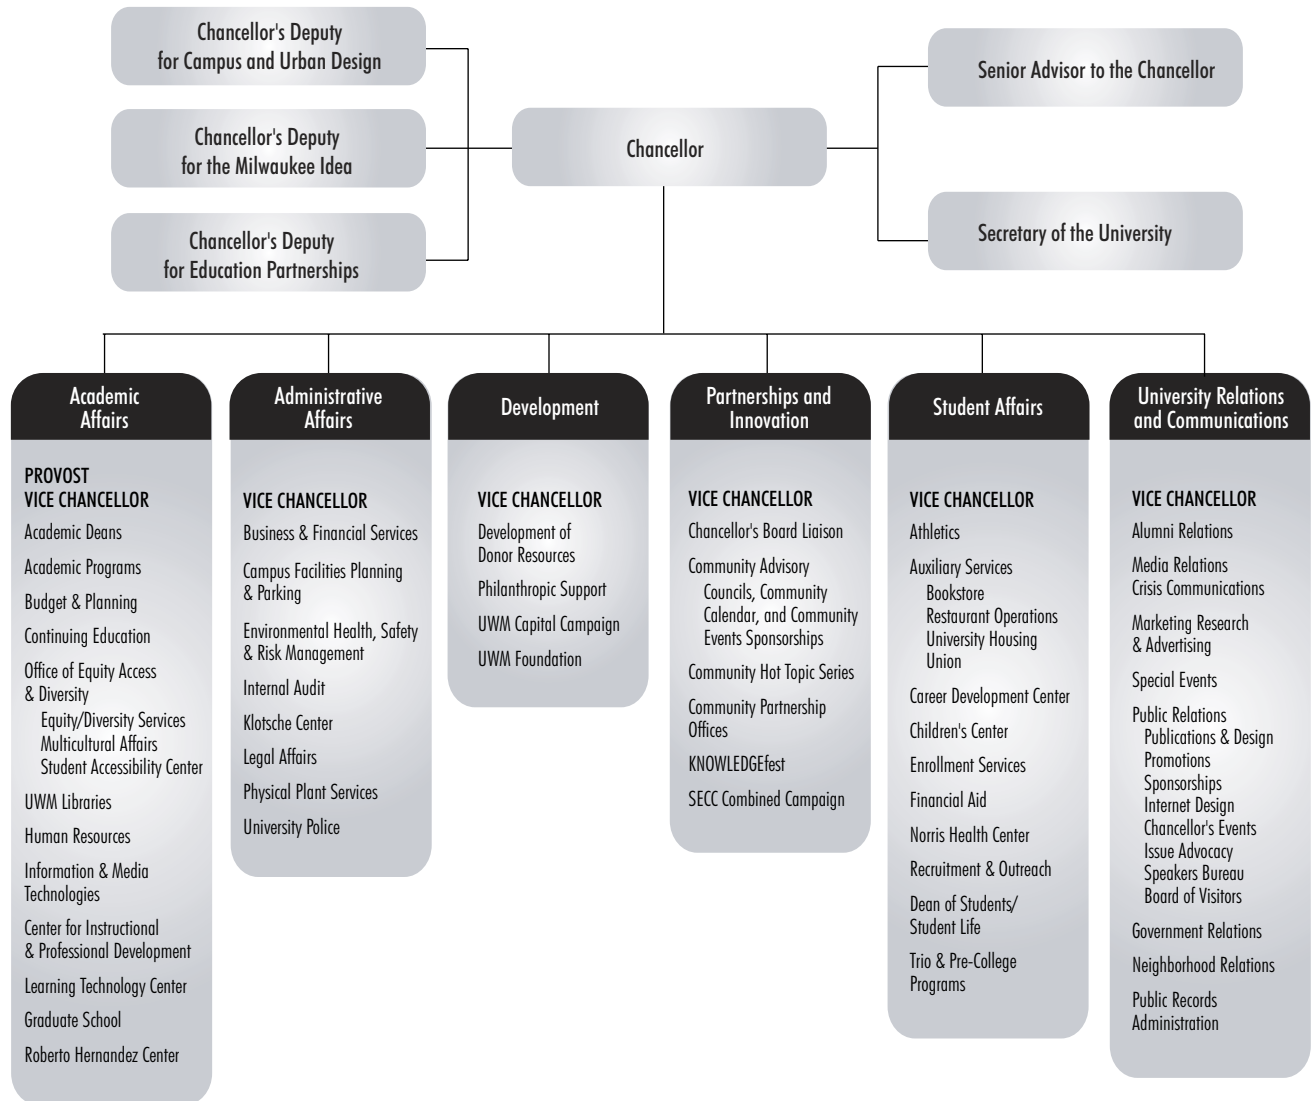 Chancellor's Deputy
for Campus and Urban Design
Chancellor's Deputy
for the Milwaukee Idea
Chancellor's Deputy
for Education Partnerships
Chancellor
Senior Advisor to the Chancellor
Secretary of the University
Academic
Affairs
PROVOST
VICE CHANCELLOR
Academic Deans
Academic Programs
Budget & Planning
Continuing Education
Office of Equity Access
& Diversity
Equity/Diversity Services
Multicultural Affairs
Student Accessibility Center
UWM Libraries
Human Resources
Information & Media
Technologies
Center for Instructional
& Professional Development
Learning Technology Center
Graduate School
Roberto Hernandez Center
Administrative
Affairs
VICE CHANCELLOR
Business & Financial Services
Campus Facilities Planning
& Parking
Environmental Health, Safety
& Risk Management
Internal Audit
Klotsche Center
Legal Affairs
Physical Plant Services
University Police
Development
VICE CHANCELLOR
Development of
Donor Resources
Philanthropic Support
UWM Capital Campaign
UWM Foundation
Partnerships and
Innovation
VICE CHANCELLOR
Chancellor's Board Liaison
Community Advisory
Councils, Community
Calendar, and Community
Events Sponsorships
Community Hot Topic Series
Community Partnership
Offices
KNOWLEDGEfest
SECC Combined Campaign
Student Affairs
VICE CHANCELLOR
Athletics
Auxiliary Services
Bookstore
Restaurant Operations
University Housing
Union
Career Development Center
Children's Center
Enrollment Services
Financial Aid
Norris Health Center
Recruitment & Outreach
Dean of Students/
Student Life
Trio & Pre-College
Programs
University Relations
and Communications
VICE CHANCELLOR
Alumni Relations
Media Relations
Crisis Communications
Marketing Research
& Advertising
Special Events
Public Relations
Publications & Design
Promotions
Sponsorships
Internet Design
Chancellor's Events
Issue Advocacy
Speakers Bureau
Board of Visitors
Government Relations
Neighborhood Relations
Public Records
Administration